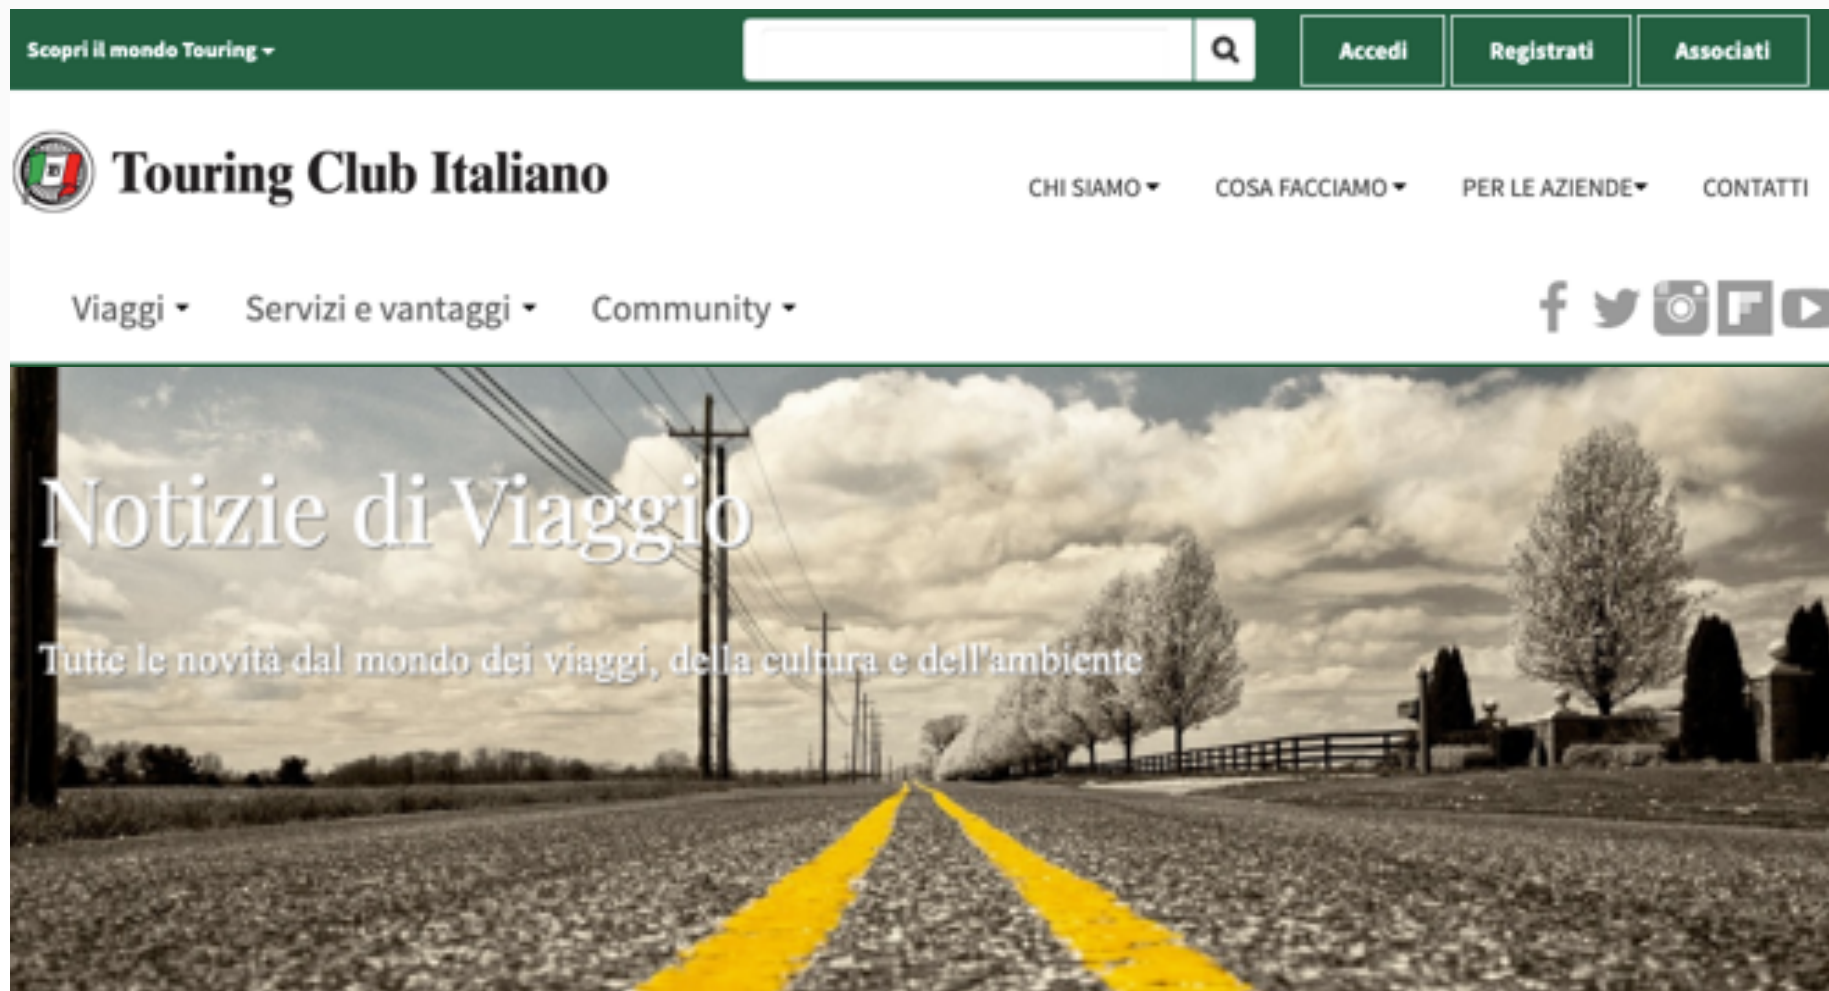 Scopri il mondo Touring
Accedi
Registrati
Associati
Touring Club Italiano
CHI SIAMO
COSA FACCIAMO
PER LE AZIENDE
CONTATTI
Viaggi
Servizi e vantaggi
Community
Notizie di Viaggio
Tutte le novità dal mondo dei viaggi, della cultura e dell'ambiente